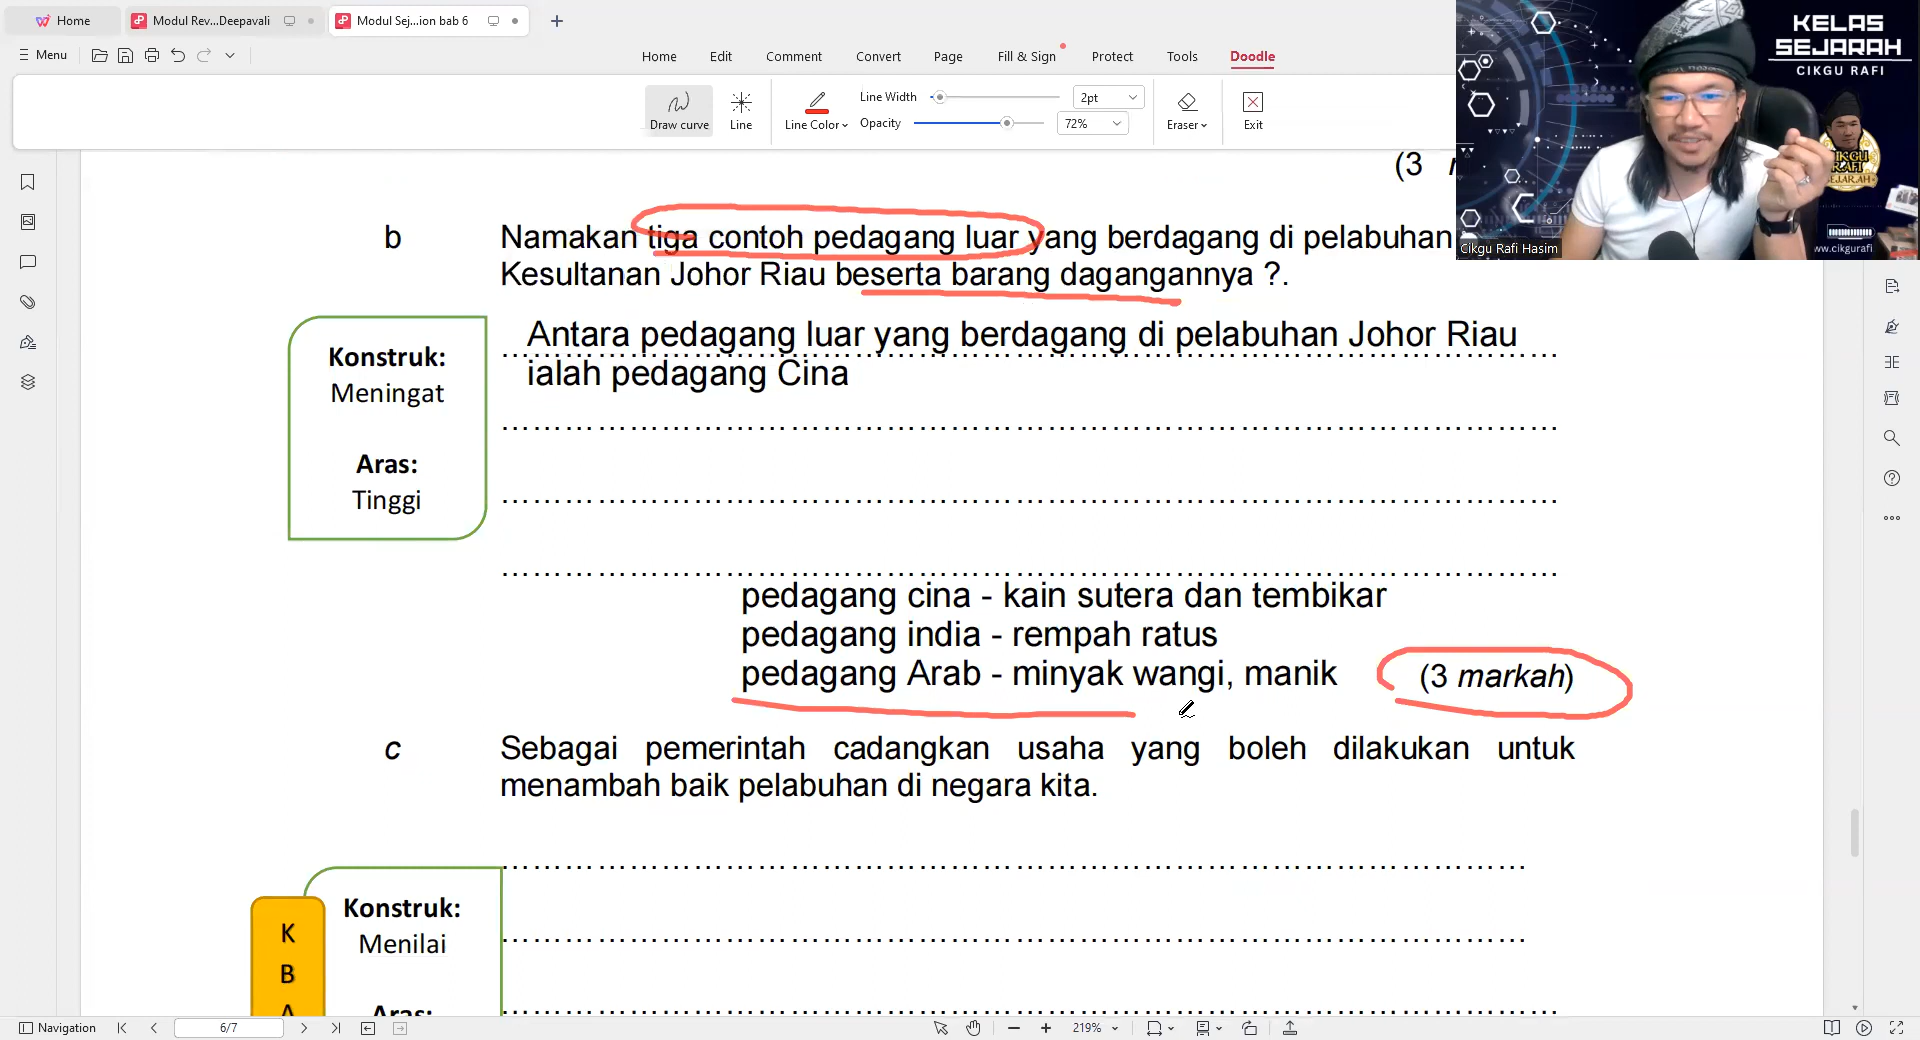 Home
Modul Rev...Deepavali
Modul Sej...ion bab 6
Menu
Home Edit Comment Convert Page Fill & Sign Protect Tools Doodle
Draw curve
Line
Line Color
Line Width 2pt
Opacity 72%
Eraser
Exit
KELAS
SEJARAH
CIKGU RAFI
Cikgu Rafi Hasim
(3
b Namakan tiga contoh pedagang luar yang berdagang di pelabuhan
Kesultanan Johor Riau beserta barang dagangannya ?.
Konstruk:
Meningat
Aras:
Tinggi
Antara pedagang luar yang berdagang di pelabuhan Johor Riau
ialah pedagang Cina
pedagang cina - kain sutera dan tembikar
pedagang india - rempah ratus
pedagang Arab - minyak wangi, manik
(3 markah)
c Sebagai pemerintah cadangkan usaha yang boleh dilakukan untuk
menambah baik pelabuhan di negara kita.
K
B
A
Konstruk:
Menilai
Aras:
Navigation 6/7 219%